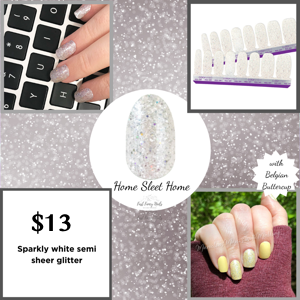 Home Sleet Home
with
Belgian
Buttercup
$13
Sparkly white semi
sheer glitter